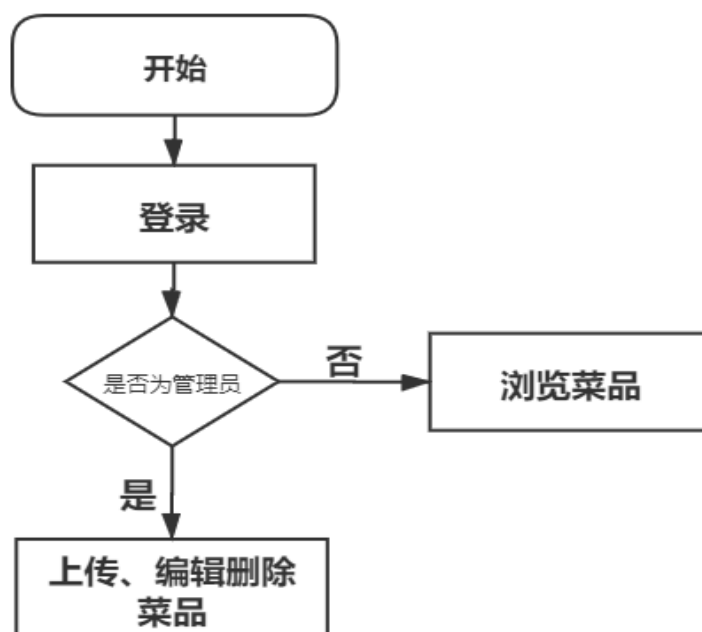 开始
登录
是否为管理员
否
浏览菜品
是
上传、编辑删除
菜品